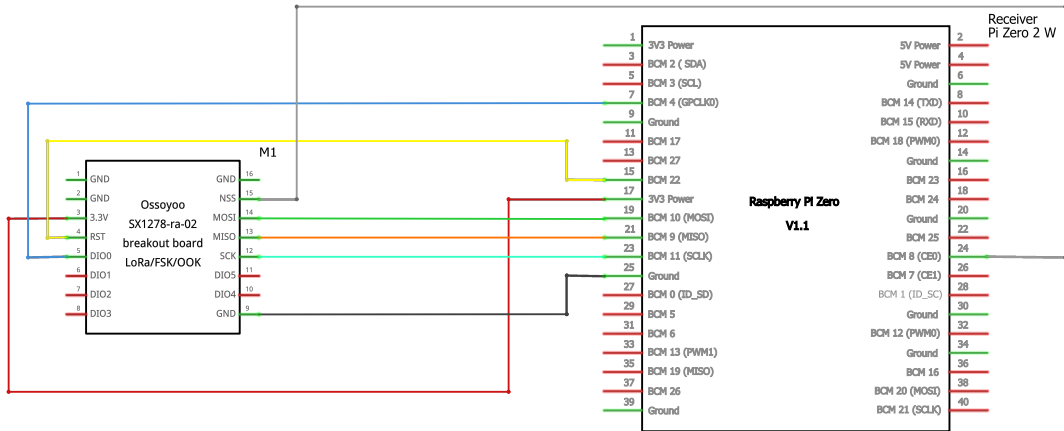 Receiver
Pi Zero 2 W
M1
Ossoyoo
SX1278-ra-02
breakout board
LoRa/FSK/OOK
1 GND GND 16
2 GND NSS 15
3 3.3V MOSI 14
4 RST MISO 13
5 DIO0 SCK 12
6 DIO1 DIO5 11
7 DIO2 DIO4 10
8 DIO3 GND 9
Raspberry Pi Zero
V1.1
1 3V3 Power 5V Power 2
3 BCM 2 ( SDA) 5V Power 4
5 BCM 3 (SCL) Ground 6
7 BCM 4 (GPCLK0) BCM 14 (TXD) 8
9 Ground BCM 15 (RXD) 10
11 BCM 17 BCM 18 (PWM0) 12
13 BCM 27 Ground 14
15 BCM 22 BCM 23 16
17 3V3 Power BCM 24 18
19 BCM 10 (MOSI) Ground 20
21 BCM 9 (MISO) BCM 25 22
23 BCM 11 (SCLK) BCM 8 (CE0) 24
25 Ground BCM 7 (CE1) 26
27 BCM 0 (ID_SD) BCM 1 (ID_SC) 28
29 BCM 5 Ground 30
31 BCM 6 BCM 12 (PWM0) 32
33 BCM 13 (PWM1) Ground 34
35 BCM 19 (MISO) BCM 16 36
37 BCM 26 BCM 20 (MOSI) 38
39 Ground BCM 21 (SCLK) 40